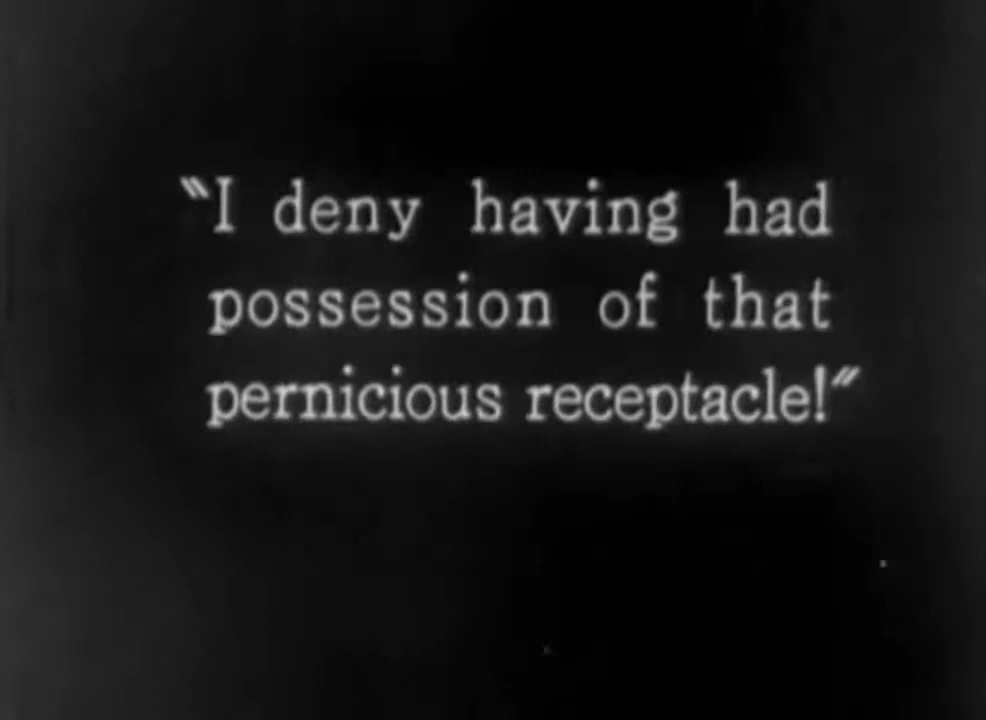 "I deny having had
possession of that
pernicious receptacle!"